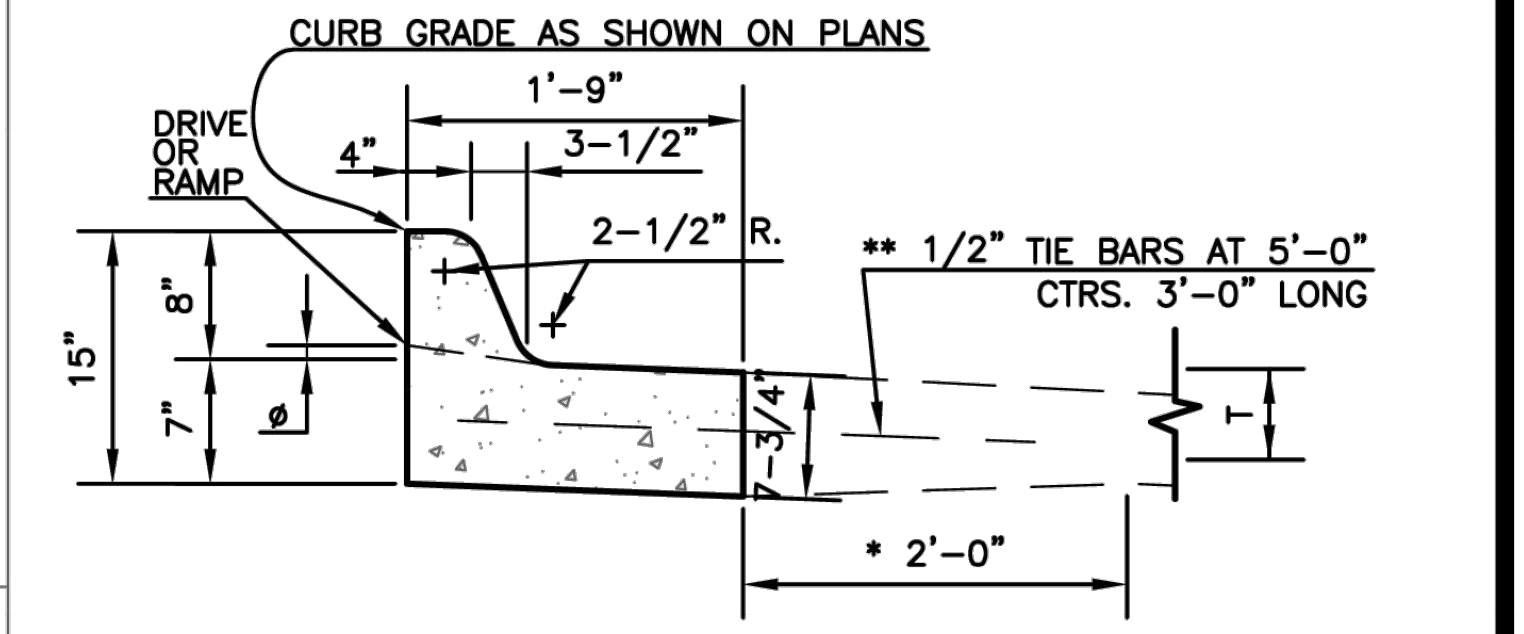 CURB GRADE AS SHOWN ON PLANS
1'-9"
DRIVE
OR
RAMP
4"
3-1/2"
2-1/2" R.
** 1/2" TIE BARS AT 5'-0"
CTRS. 3'-0" LONG
8"
15"
7"
Ø
7-3/4"
T
* 2'-0"